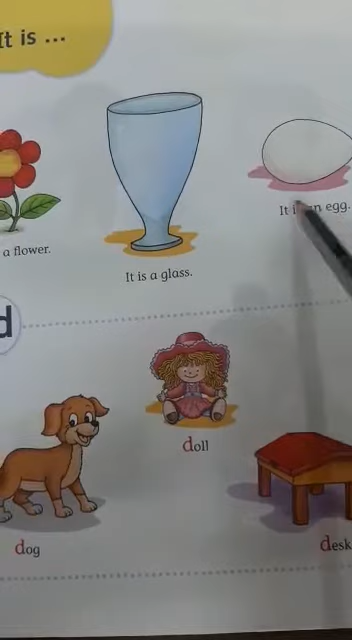 It is ...
a flower.
It is a glass.
It is an egg.
d
doll
dog
desk